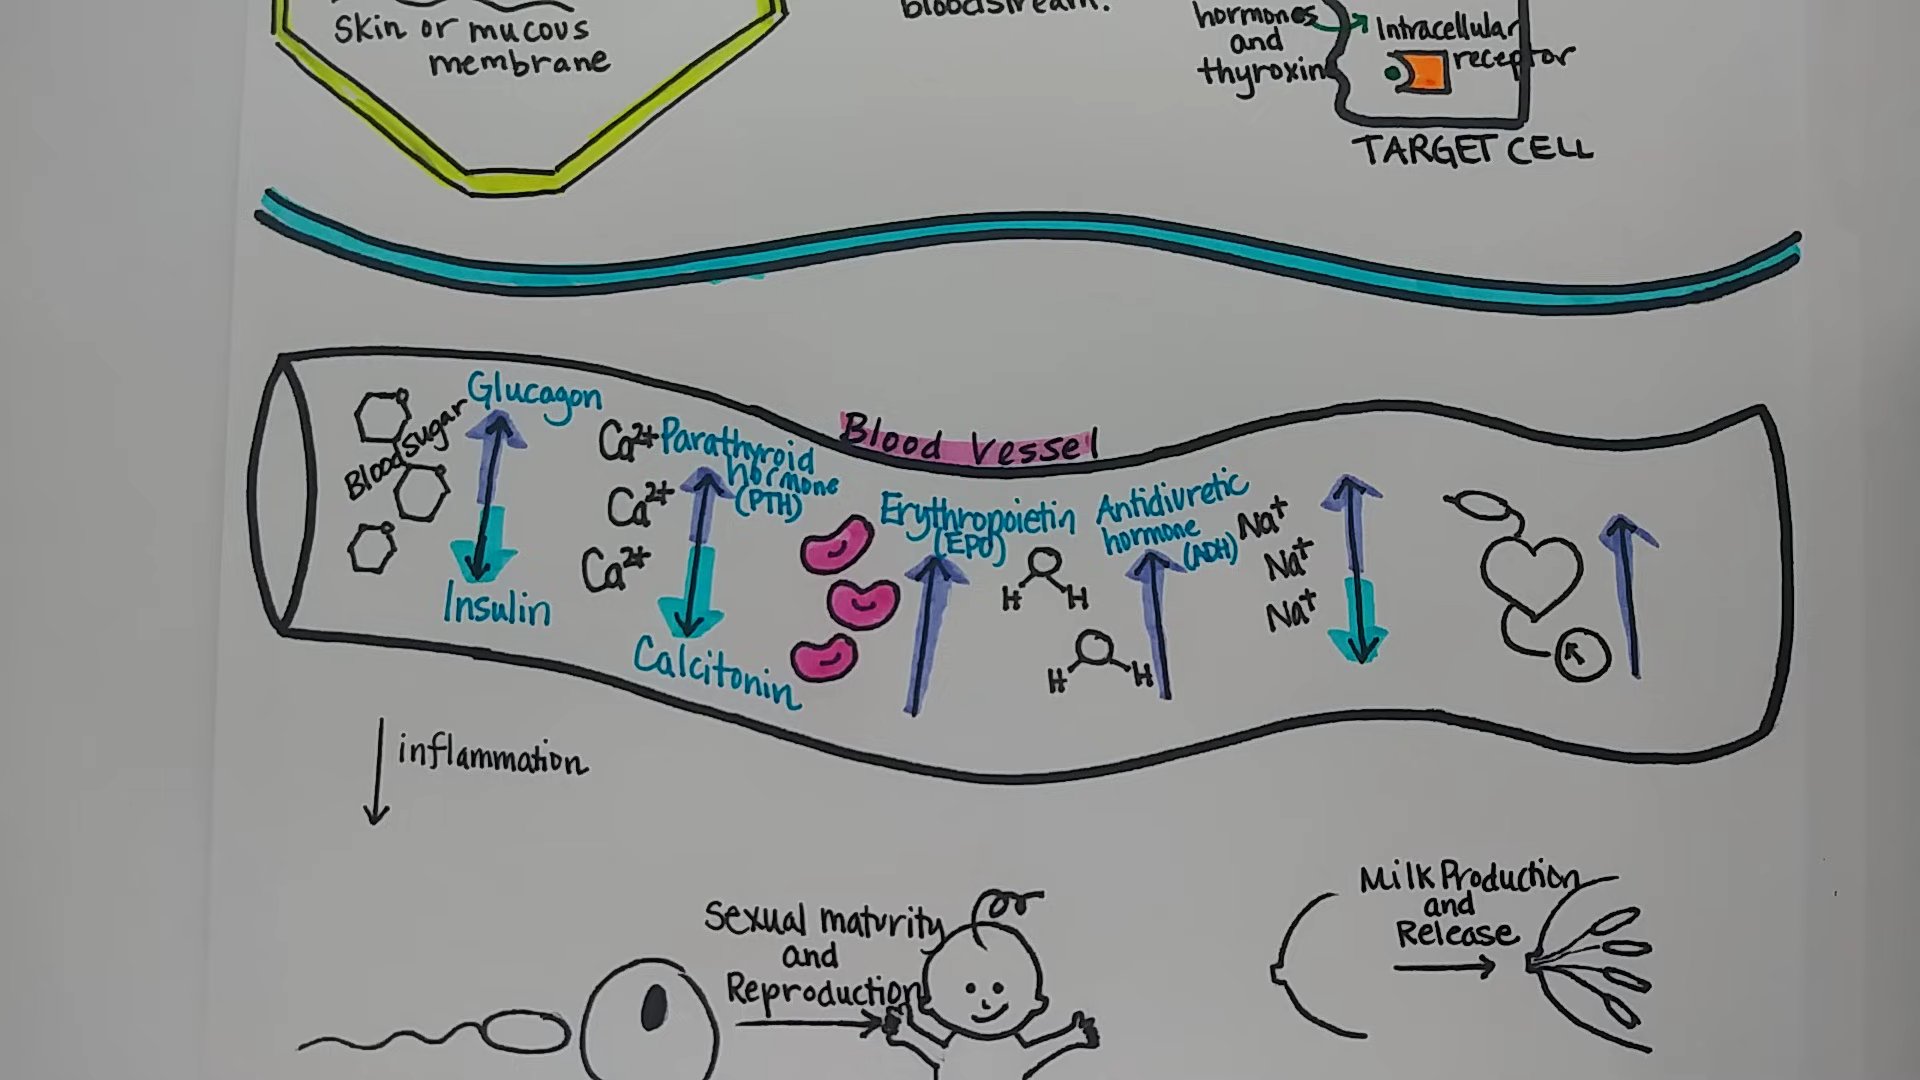 Skin or mucous
membrane
bloodstream.
hormones
and
thyroxin
Intracellular
receptor
TARGET CELL
Blood Vessel
Blood Sugar
Glucagon
Insulin
Ca2+
Ca2+
Ca2+
Parathyroid
hormone
(PTH)
Calcitonin
Erythropoietin
(EPO)
H H
H H
Antidiuretic
hormone
(ADH)
Na+
Na+
Na+
inflammation
Sexual maturity
and
Reproduction
Milk Production
and
Release